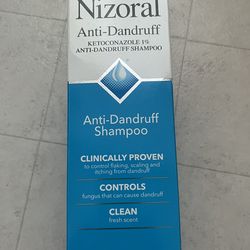 Nizoral
Anti-Dandruff
KETOCONAZOLE 1%
ANTI-DANDRUFF SHAMPOO
Anti-Dandruff
Shampoo
CLINICALLY PROVEN
to control flaking, scaling and
itching from dandruff
CONTROLS
fungus that can cause dandruff
CLEAN
fresh scent